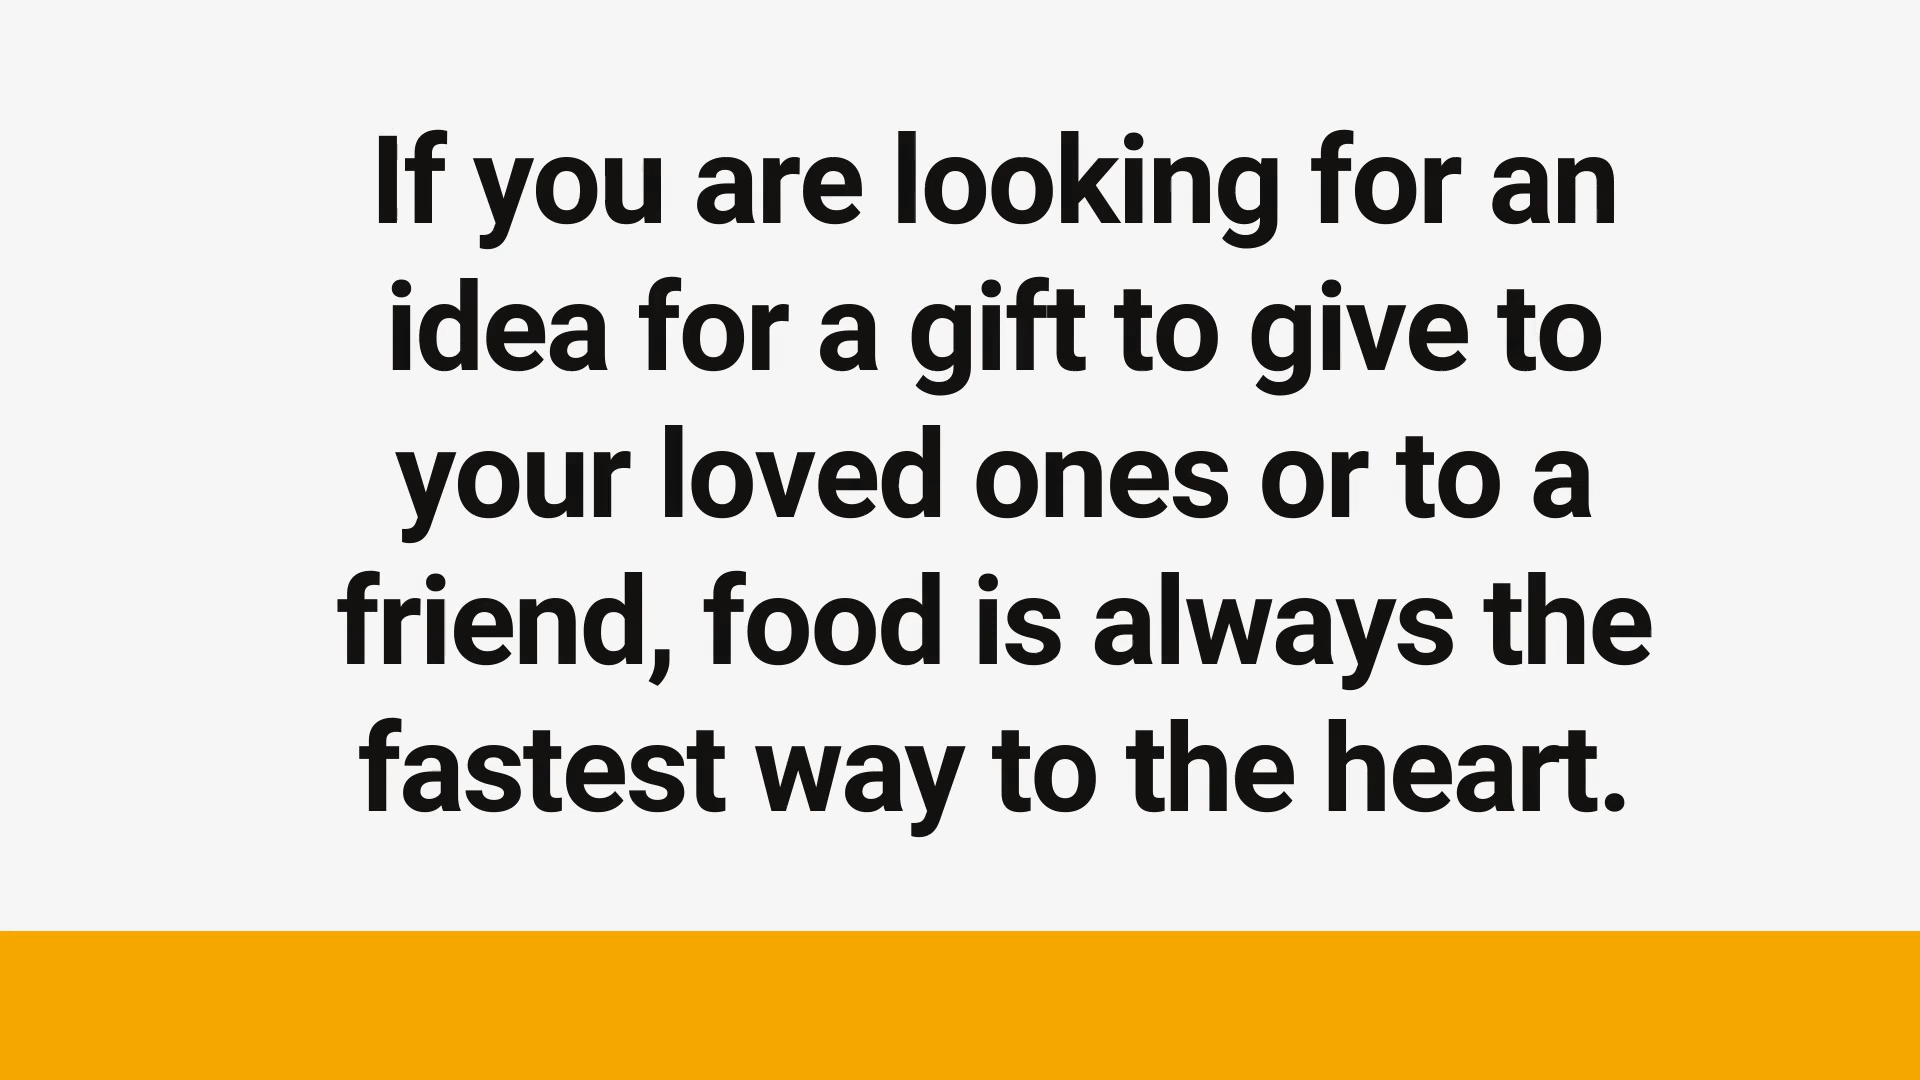 If you are looking for an
idea for a gift to give to
your loved ones or to a
friend, food is always the
fastest way to the heart.